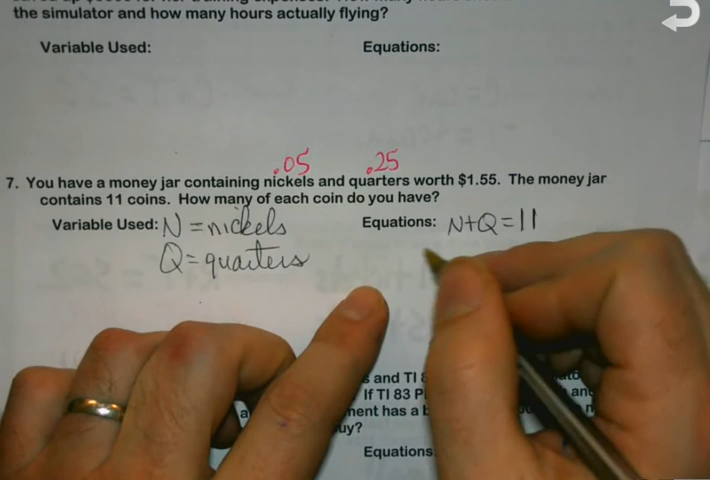 the simulator and how many hours actually flying?
Variable Used: Equations:
.05 .25
7. You have a money jar containing nickels and quarters worth $1.55. The money jar
contains 11 coins. How many of each coin do you have?
Variable Used: N = nickels Equations: N+Q=11
Q = quarters
and TI
If TI 83
has a
Equations